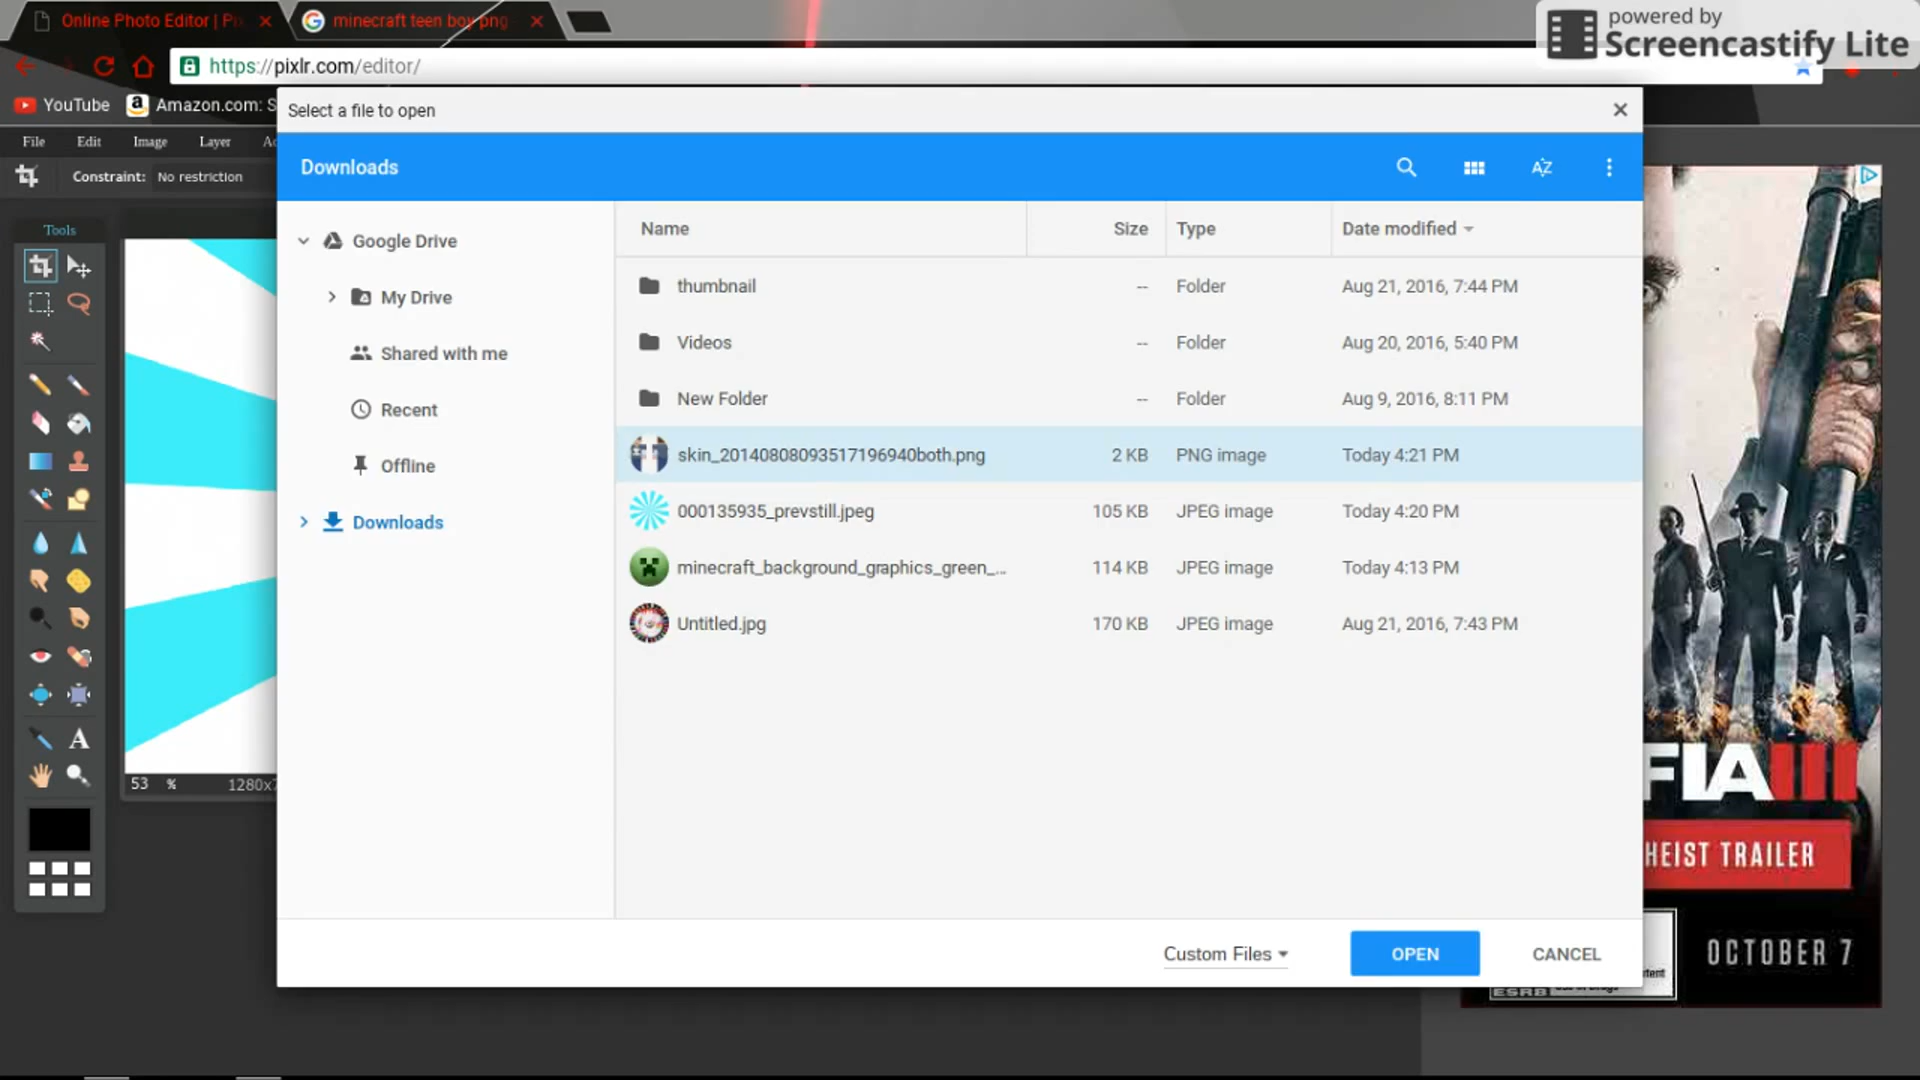 Online Photo Editor | Pix
minecraft teen boy png
powered by
Screencastify Lite
https://pixlr.com/editor/
YouTube
Amazon.com: S
Select a file to open
File Edit Image Layer
Downloads
AZ
Constraint: No restriction
Google Drive
My Drive
Shared with me
Recent
Offline
Downloads
Name Size Type Date modified
thumbnail -- Folder Aug 21, 2016, 7:44 PM
Videos -- Folder Aug 20, 2016, 5:40 PM
New Folder -- Folder Aug 9, 2016, 8:11 PM
skin_20140808093517196940both.png 2 KB PNG image Today 4:21 PM
000135935_prevstill.jpeg 105 KB JPEG image Today 4:20 PM
minecraft_background_graphics_green_... 114 KB JPEG image Today 4:13 PM
Untitled.jpg 170 KB JPEG image Aug 21, 2016, 7:43 PM
Tools
A
53 % 1280x7
FIA III
HEIST TRAILER
OCTOBER 7
ESRB
Custom Files
OPEN
CANCEL